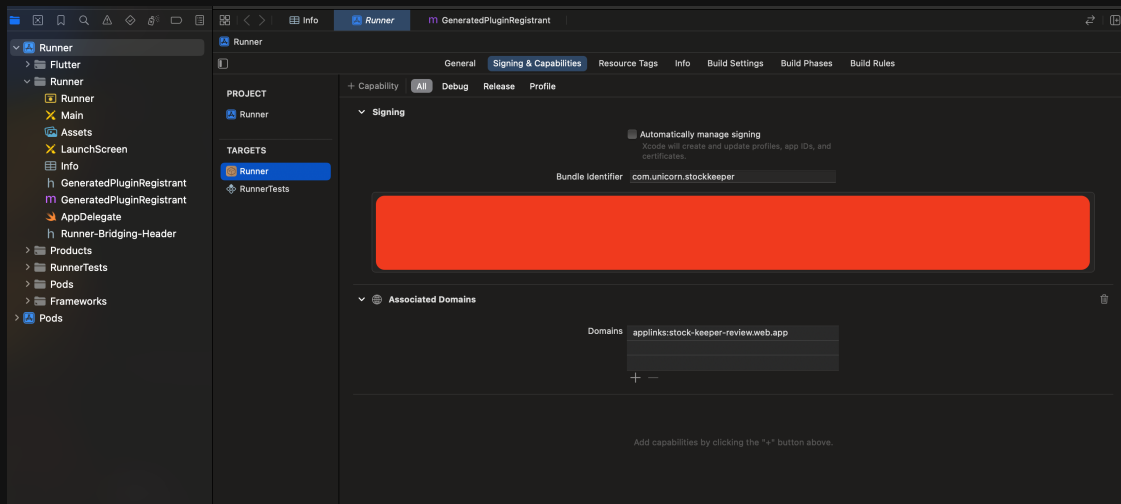 Info
Runner
GeneratedPluginRegistrant
Runner
Flutter
Runner
Runner
Main
Assets
LaunchScreen
Info
GeneratedPluginRegistrant
GeneratedPluginRegistrant
AppDelegate
Runner-Bridging-Header
Products
RunnerTests
Pods
Frameworks
Pods
Runner
General Signing & Capabilities Resource Tags Info Build Settings Build Phases Build Rules
PROJECT
Runner
TARGETS
Runner
RunnerTests
+ Capability All Debug Release Profile
Signing
Automatically manage signing
Xcode will create and update profiles, app IDs, and
certificates.
Bundle Identifier com.unicorn.stockkeeper
Associated Domains
Domains applinks:stock-keeper-review.web.app
Add capabilities by clicking the "+" button above.